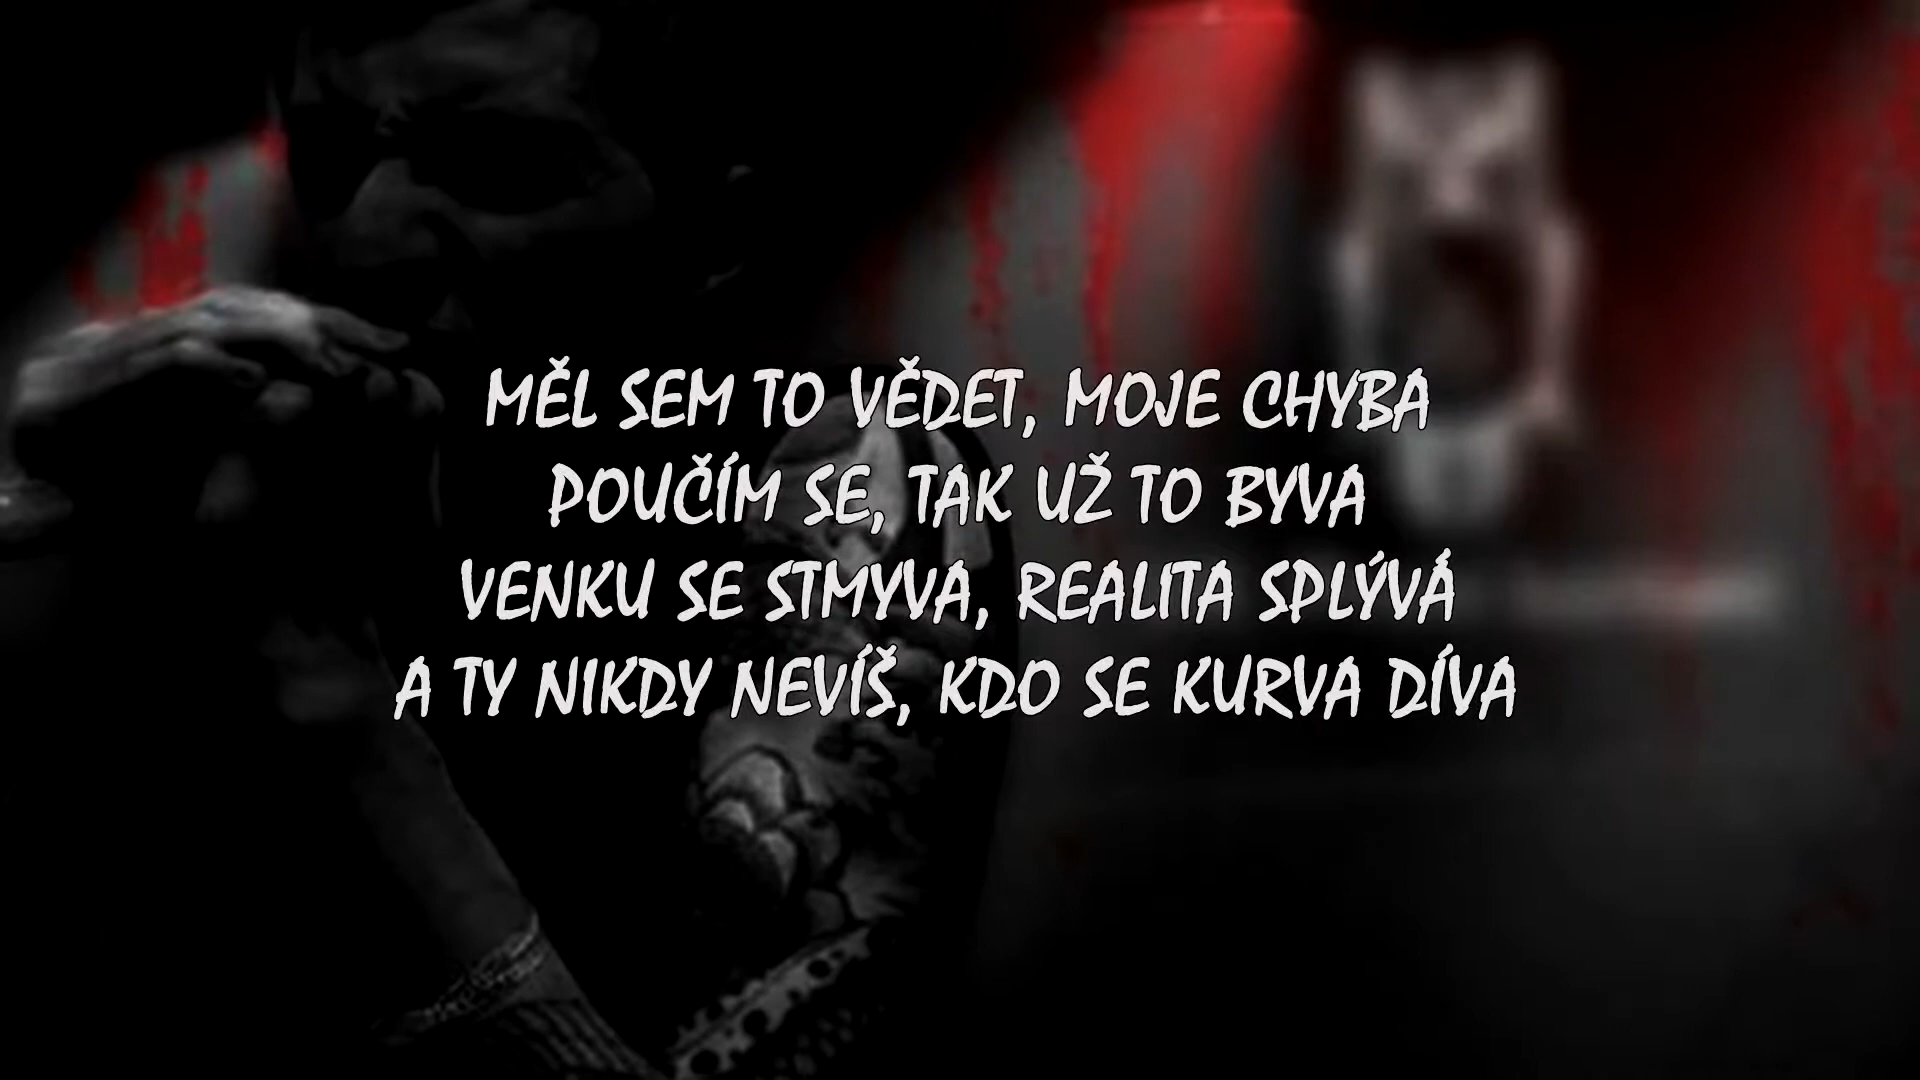 MĚL SEM TO VĚDET, MOJE CHYBA
POUČÍM SE, TAK UŽ TO BYVA
VENKU SE STMYVA, REALITA SPLÝVÁ
A TY NIKDY NEVÍŠ, KDO SE KURVA DÍVA